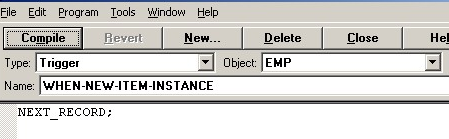 File Edit Program Tools Window Help
Compile Revert New... Delete Close
Type: Trigger Object: EMP
Name: WHEN-NEW-ITEM-INSTANCE
NEXT_RECORD;